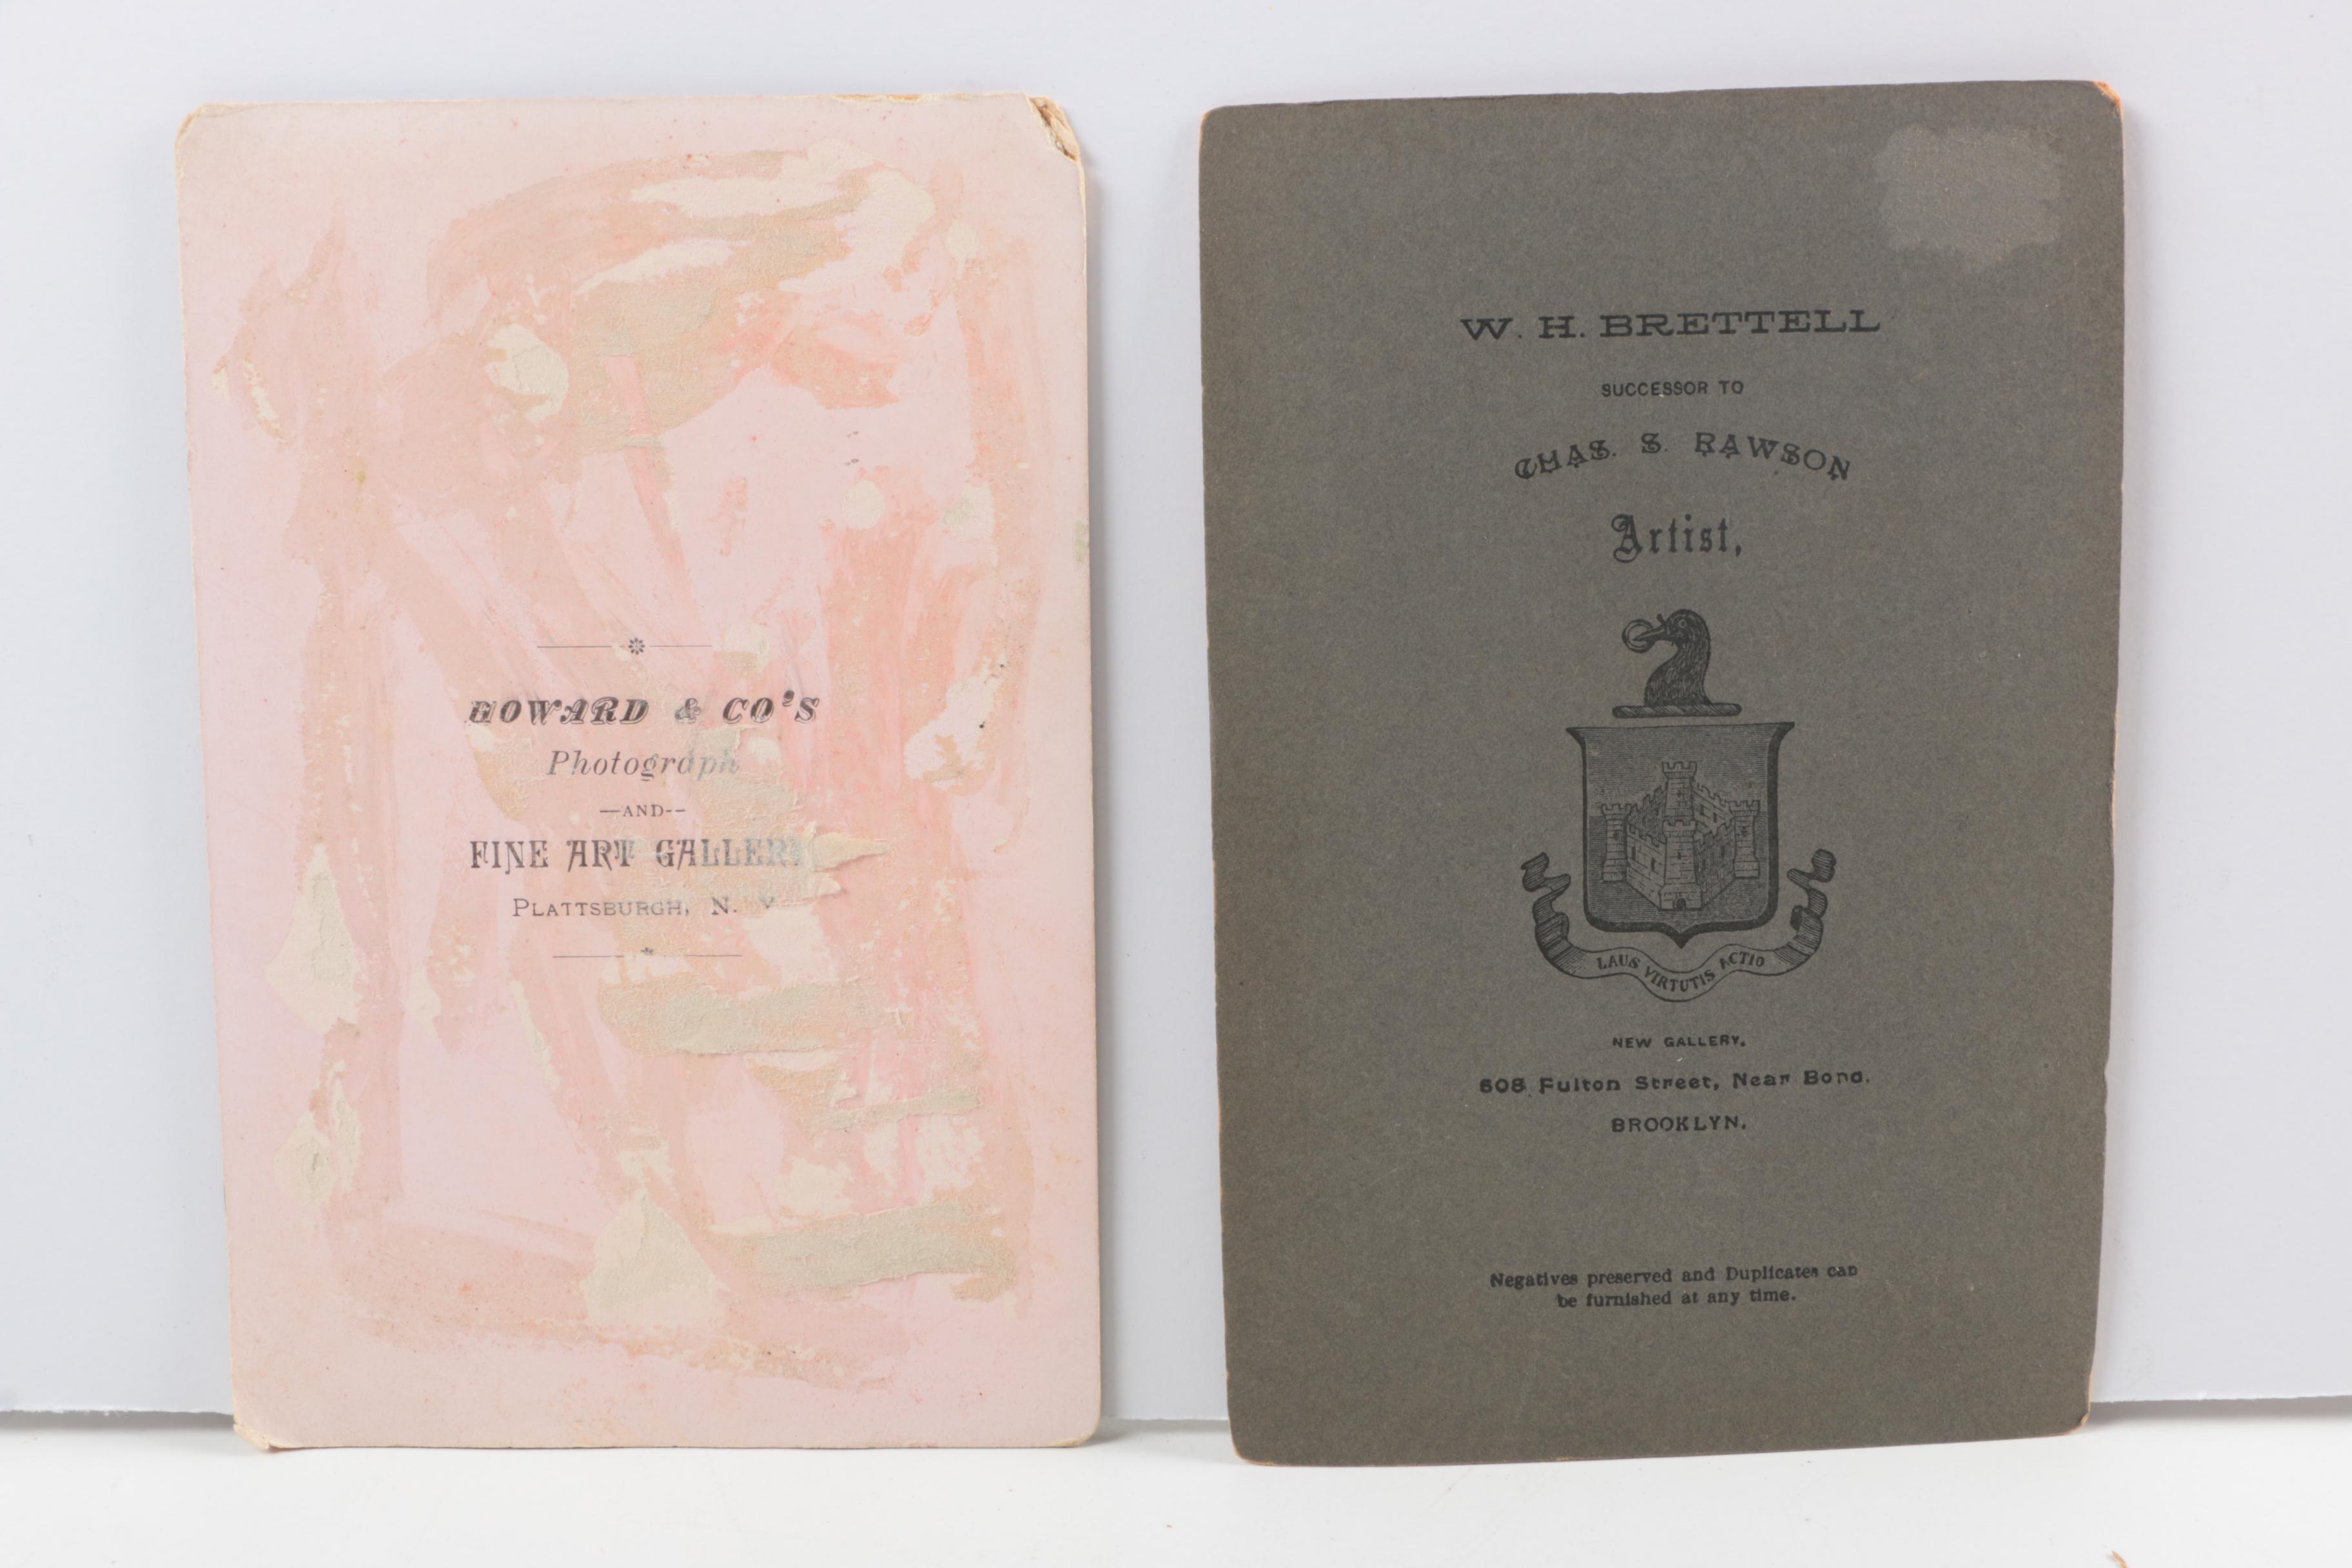 HOWARD & CO'S
Photograph
—AND--
FINE ART GALLERY
PLATTSBURGH, N. Y
W. H. BRETTELL
SUCCESSOR TO
CHAS. S. RAWSON
Artist,
LAUS VIRTUTIS ACTIO
NEW GALLERY.
608 Fulton Street, Near Bond.
BROOKLYN.
Negatives preserved and Duplicates can
be furnished at any time.